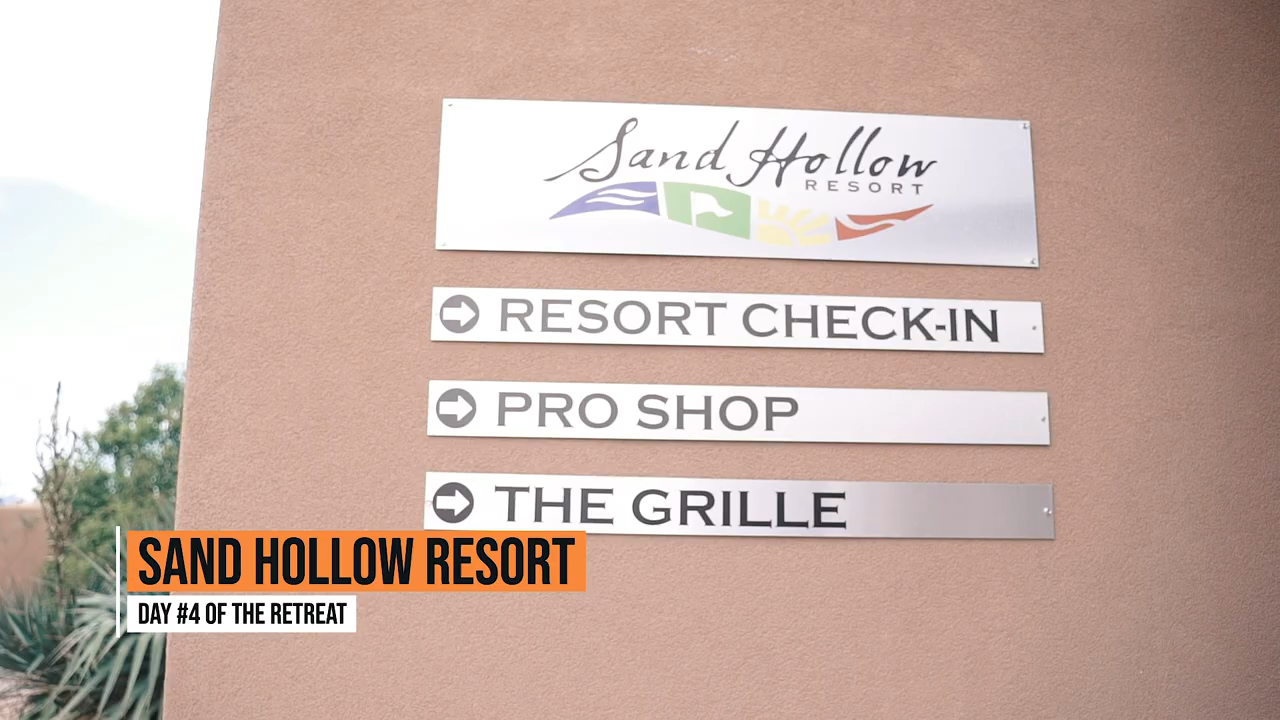 Sand Hollow
RESORT
RESORT CHECK-IN
PRO SHOP
THE GRILLE
SAND HOLLOW RESORT
DAY #4 OF THE RETREAT